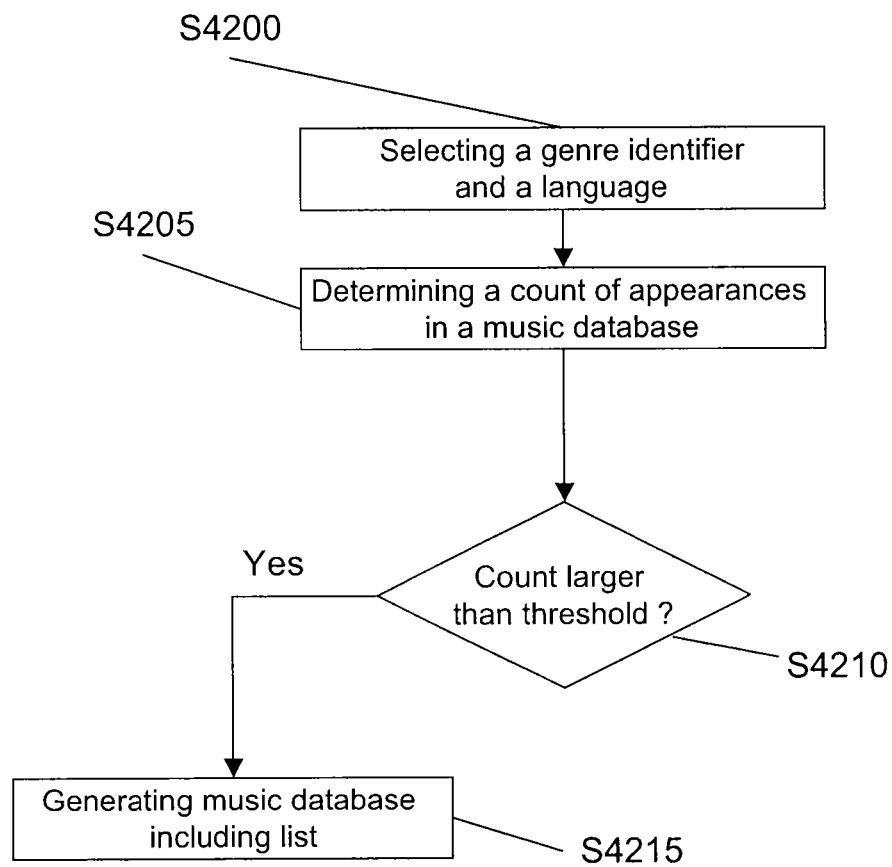 S4200
Selecting a genre identifier
and a language
S4205
Determining a count of appearances
in a music database
Yes
Count larger
than threshold ?
S4210
Generating music database
including list
S4215